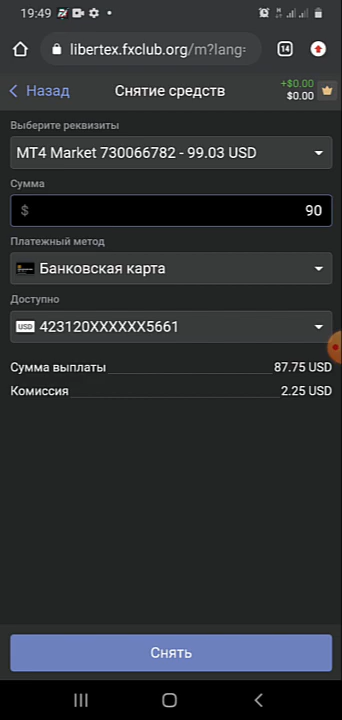 19:49
libertex.fxclub.org/m?lang=
14
Назад
Снятие средств
+$0.00
$0.00
Выберите реквизиты
MT4 Market 730066782 - 99.03 USD
Сумма
$ 90
Платежный метод
Банковская карта
Доступно
USD 423120XXXXXX5661
Сумма выплаты 87.75 USD
Комиссия 2.25 USD
Снять